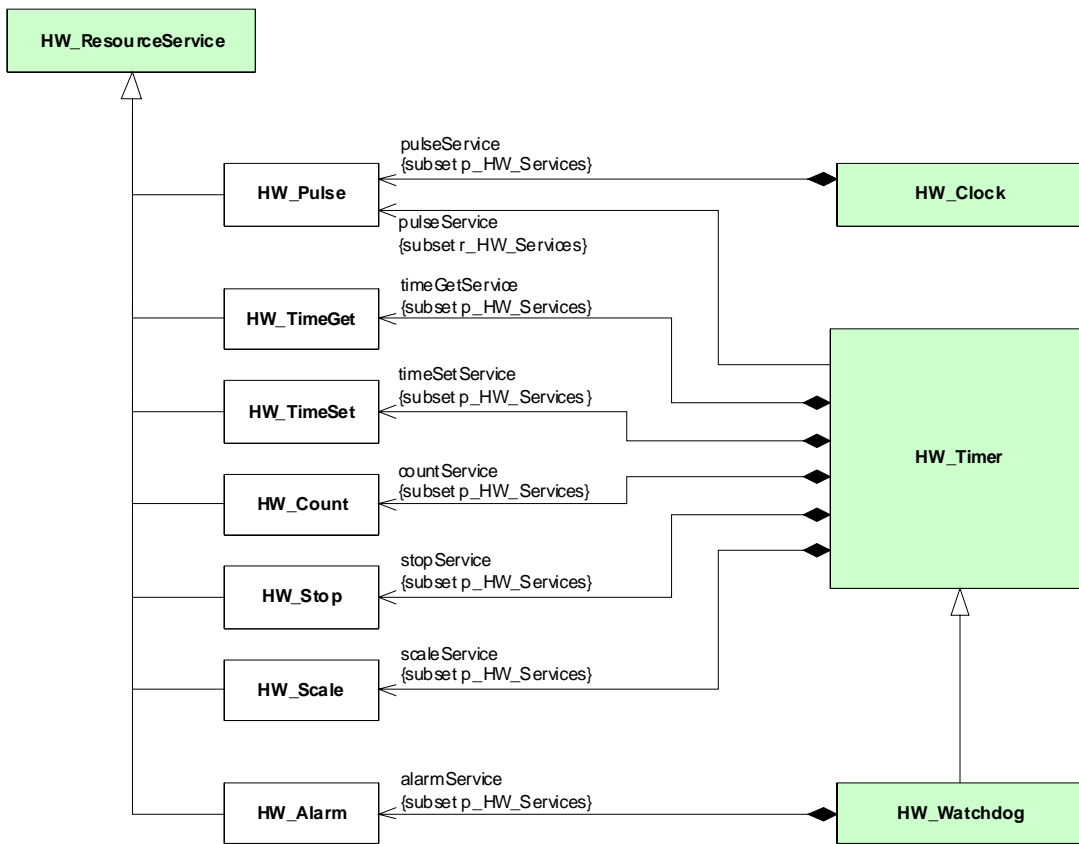 HW_ResourceService
pulseService
{subset p_HW_Services}
HW_Pulse
HW_Clock
pulseService
{subset r_HW_Services}
timeGetService
{subset p_HW_Services}
HW_TimeGet
timeSetService
{subset p_HW_Services}
HW_TimeSet
HW_Timer
countService
{subset p_HW_Services}
HW_Count
stopService
{subset p_HW_Services}
HW_Stop
scaleService
{subset p_HW_Services}
HW_Scale
alarmService
{subset p_HW_Services}
HW_Alarm
HW_Watchdog